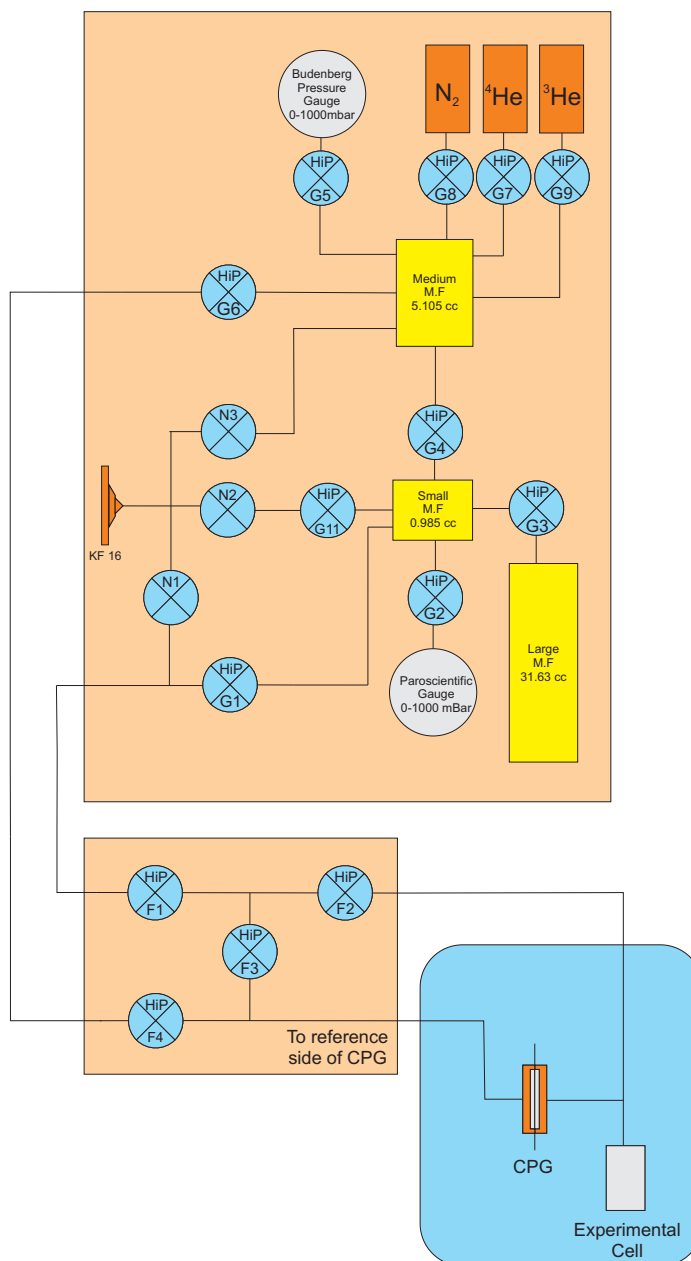 Budenberg
Pressure
Gauge
0-1000mbar
N₂
⁴He
³He
HiP
G5
HiP
G8
HiP
G7
HiP
G9
HiP
G6
Medium
M.F
5.105 cc
N3
HiP
G4
KF 16
N2
HiP
G11
Small
M.F
0.985 cc
HiP
G3
N1
HiP
G2
HiP
G1
Paroscientific
Gauge
0-1000 mBar
Large
M.F
31.63 cc
HiP
F1
HiP
F2
HiP
F3
HiP
F4
To reference
side of CPG
CPG
Experimental
Cell